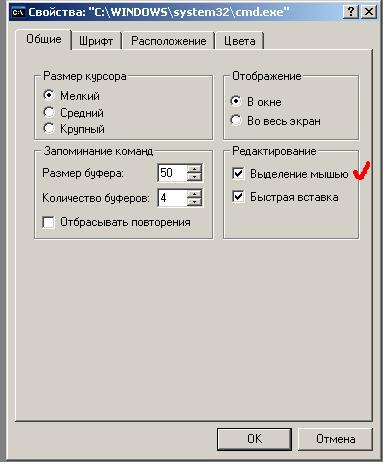 Свойства: "C:\WINDOWS\system32\cmd.exe"
Общие Шрифт Расположение Цвета
Размер курсора
Мелкий
Средний
Крупный
Отображение
В окне
Во весь экран
Запоминание команд
Размер буфера: 50
Количество буферов: 4
Отбрасывать повторения
Редактирование
Выделение мышью
Быстрая вставка
OK Отмена